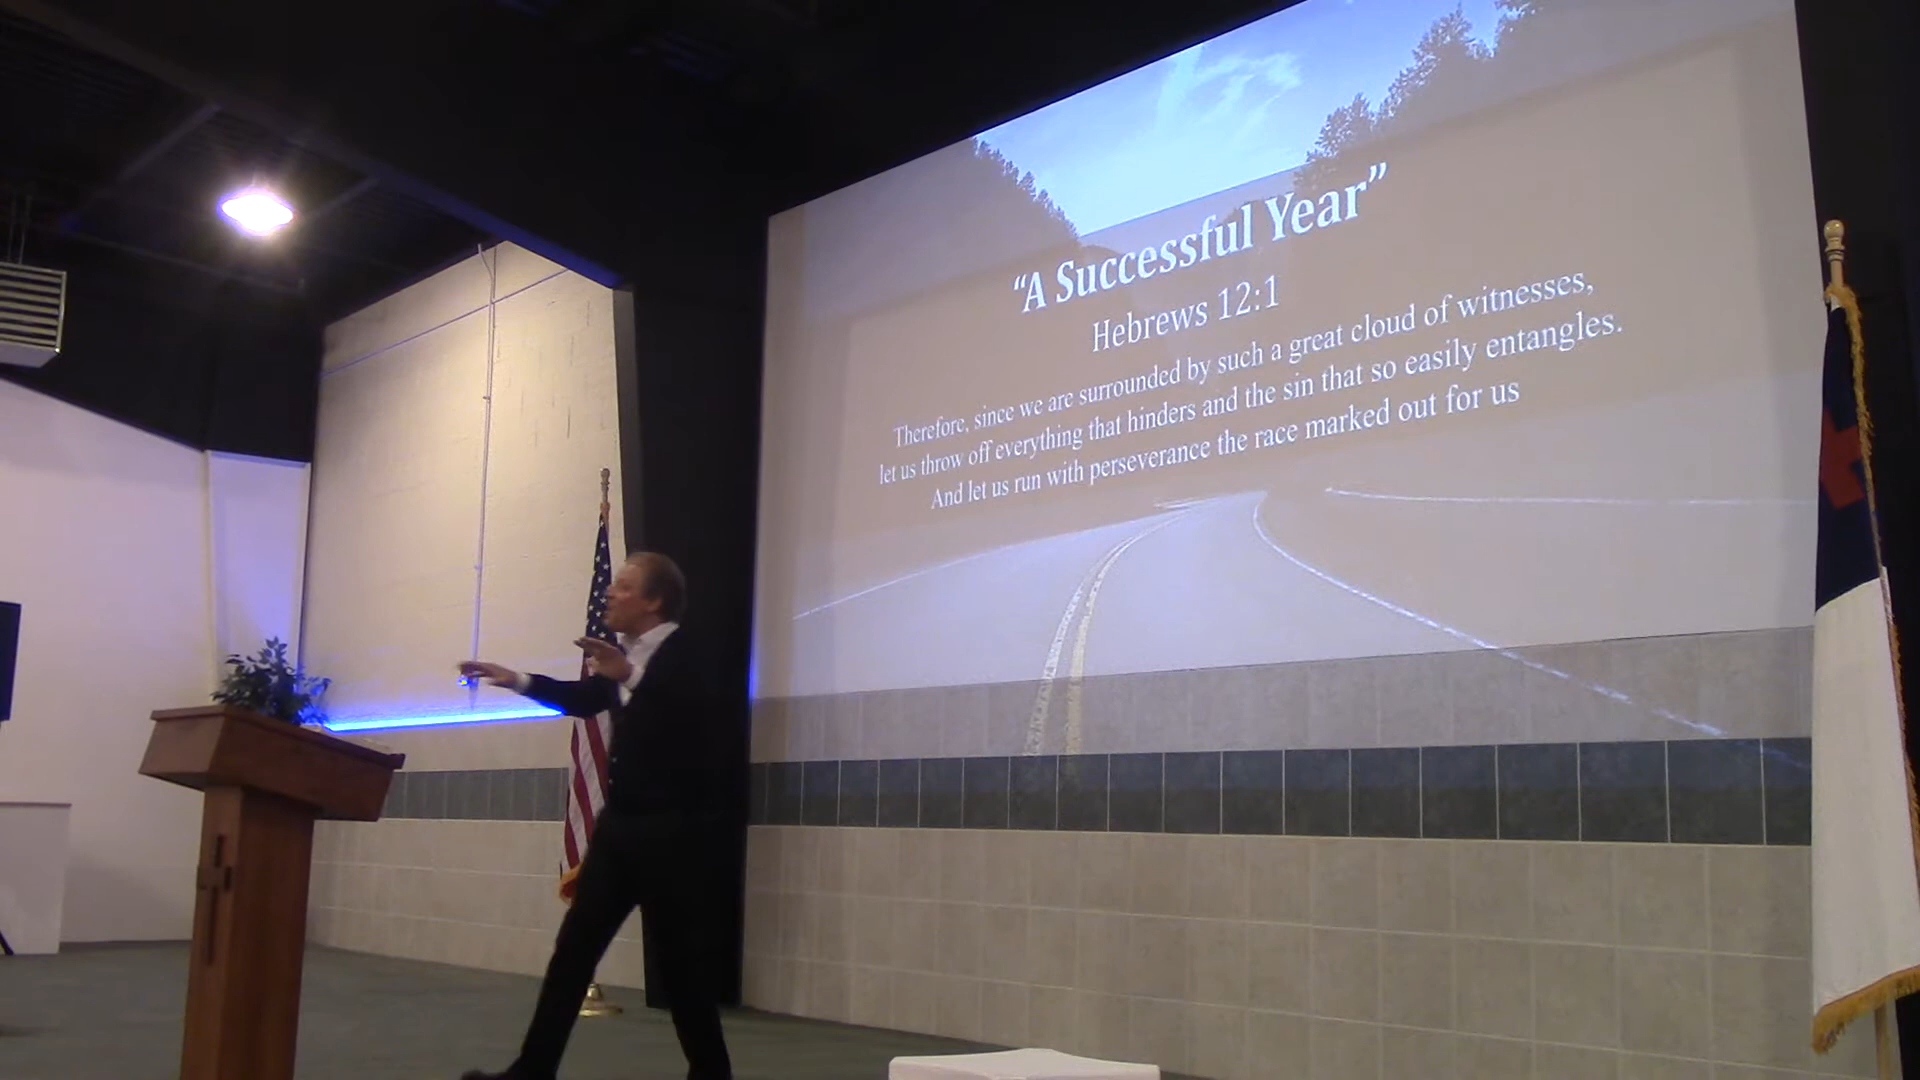 “A Successful Year”
Hebrews 12:1
Therefore, since we are surrounded by such a great cloud of witnesses,
let us throw off everything that hinders and the sin that so easily entangles.
And let us run with perseverance the race marked out for us